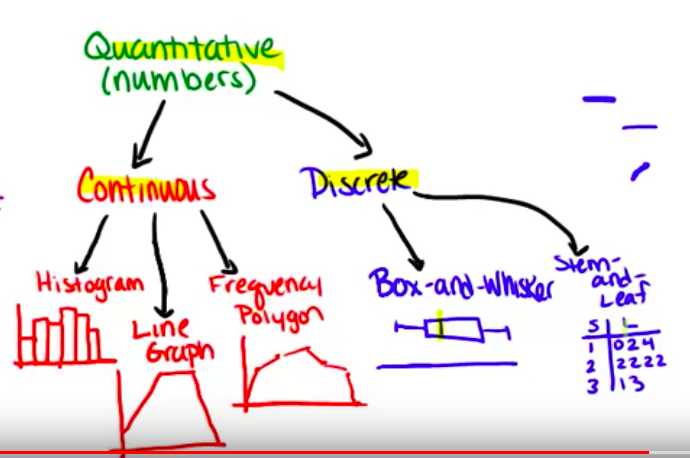 Quantitative
(numbers)
Continuous
Discrete
Histogram
Line
Graph
Frequency
Polygon
Box-and-Whisker
Stem-
and-
Leaf
S L
1 024
2 2222
3 13